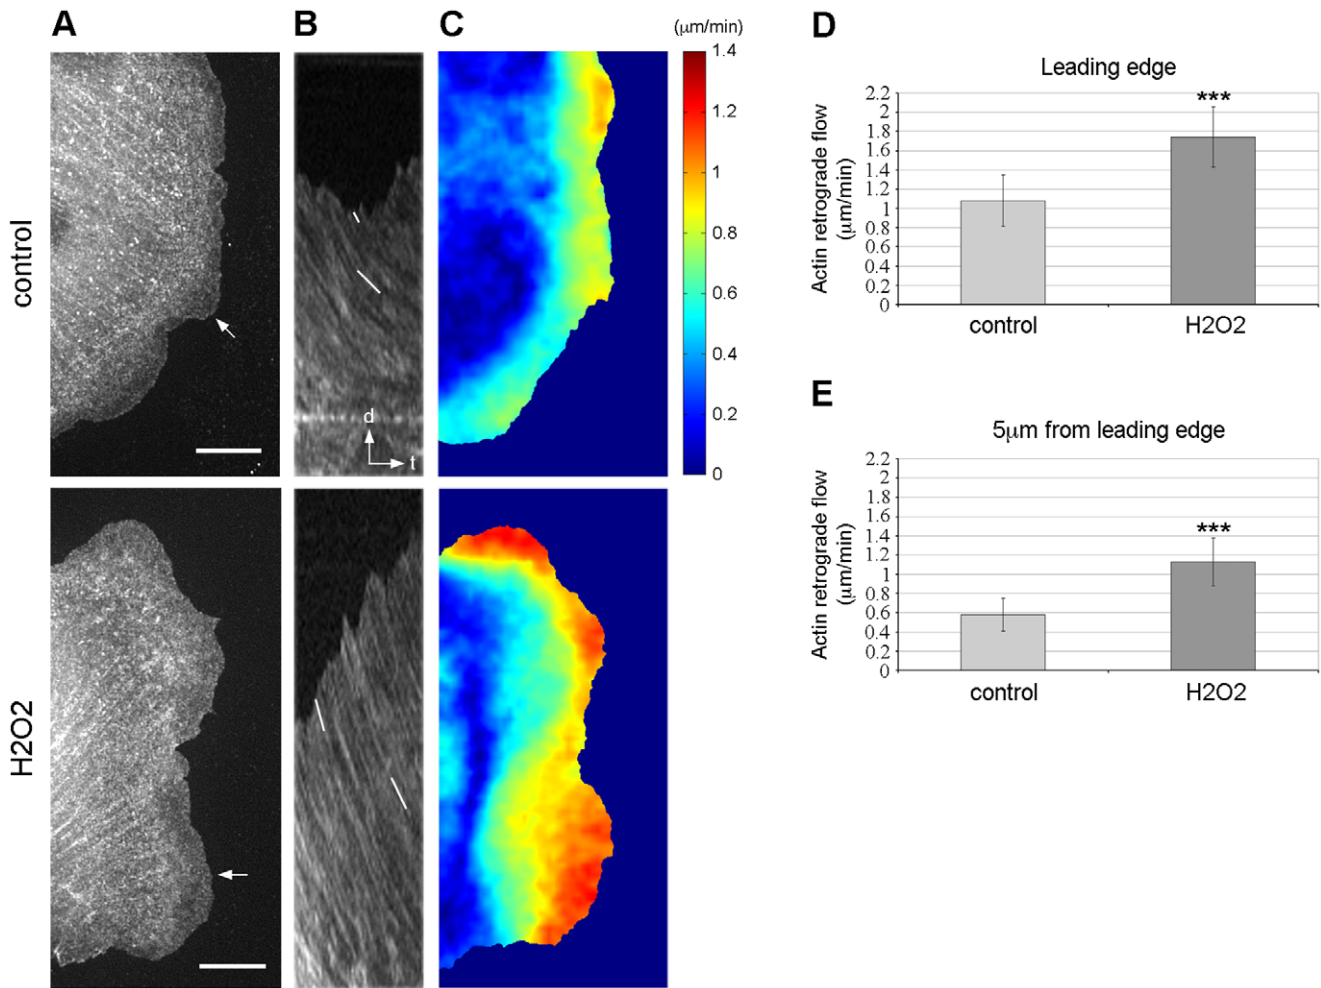 A
B
C
(μm/min)
control
d
t
1.4
1.2
1
0.8
0.6
0.4
0.2
0
H2O2
D
Leading edge
Actin retrograde flow
(μm/min)
2.2
2
1.8
1.6
1.4
1.2
1
0.8
0.6
0.4
0.2
0
***
control
H2O2
E
5μm from leading edge
Actin retrograde flow
(μm/min)
2.2
2
1.8
1.6
1.4
1.2
1
0.8
0.6
0.4
0.2
0
***
control
H2O2